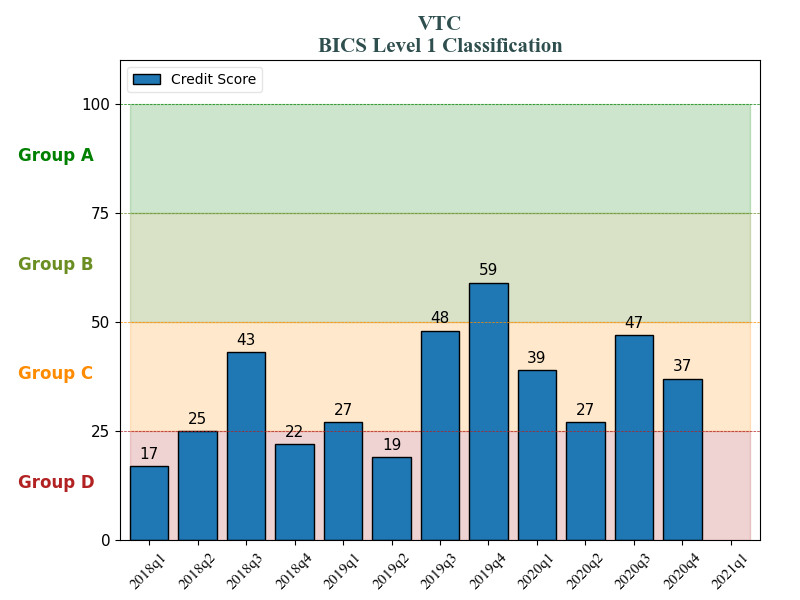 VTC
BICS Level 1 Classification
Credit Score
100
Group A
75
Group B
59
50
48
47
43
39
37
Group C
27
27
25
25
22
19
17
Group D
0
2018q1 2018q2 2018q3 2018q4 2019q1 2019q2 2019q3 2019q4 2020q1 2020q2 2020q3 2020q4 2021q1